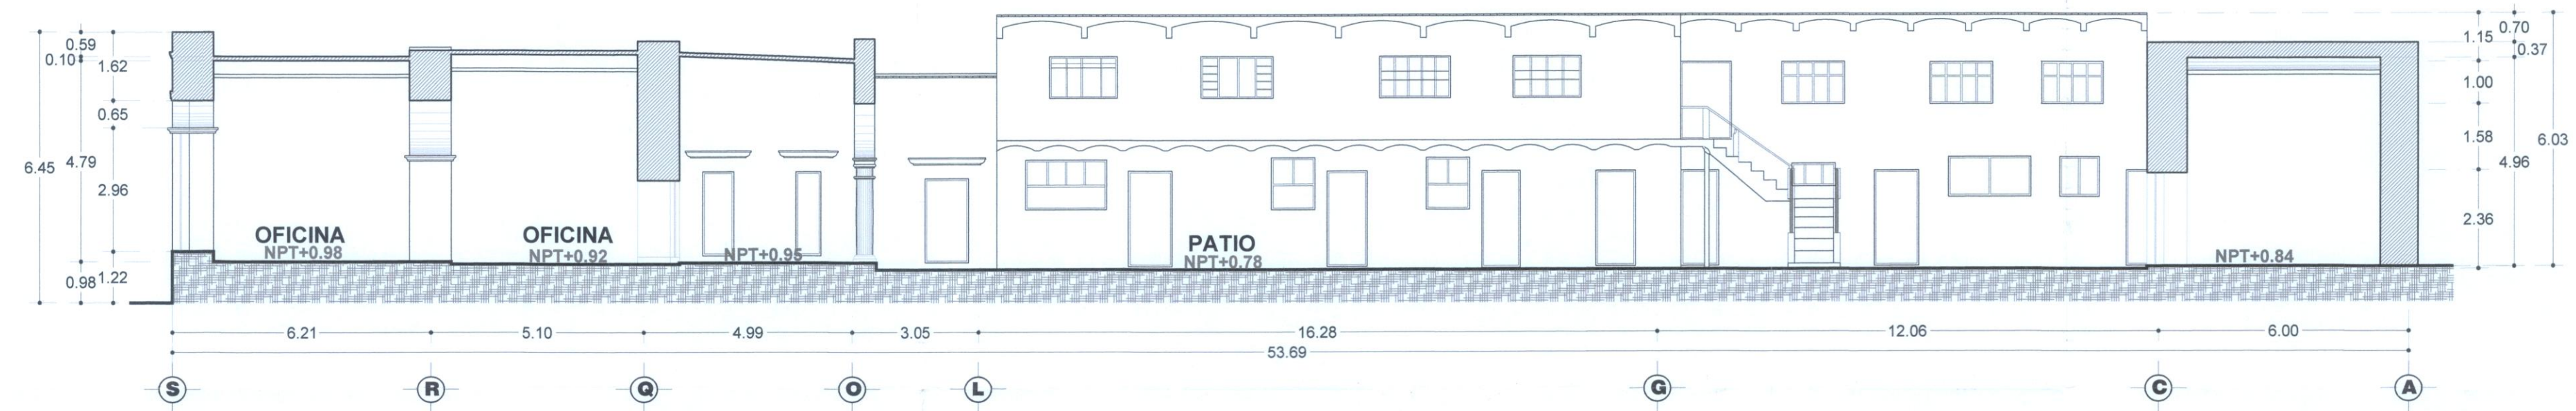 0.59
0.10
1.62
0.65
6.45
4.79
2.96
0.98
1.22
OFICINA
NPT+0.98
OFICINA
NPT+0.92
NPT+0.95
PATIO
NPT+0.78
NPT+0.84
1.15
0.70
0.37
1.00
1.58
6.03
4.96
2.36
6.21
5.10
4.99
3.05
16.28
12.06
6.00
53.69
S
R
Q
O
L
G
C
A